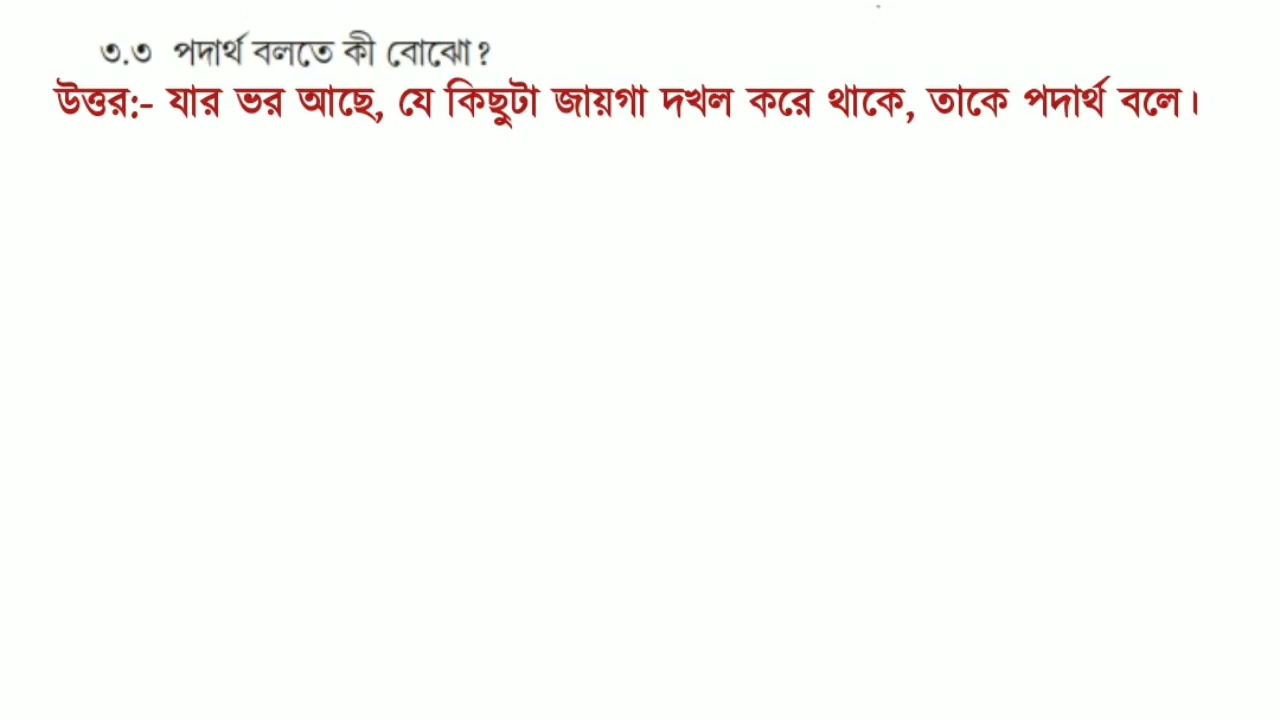 ৩.৩ পদার্থ বলতে কী বোঝো?
উত্তর:- যার ভর আছে, যে কিছুটা জায়গা দখল করে থাকে, তাকে পদার্থ বলে।